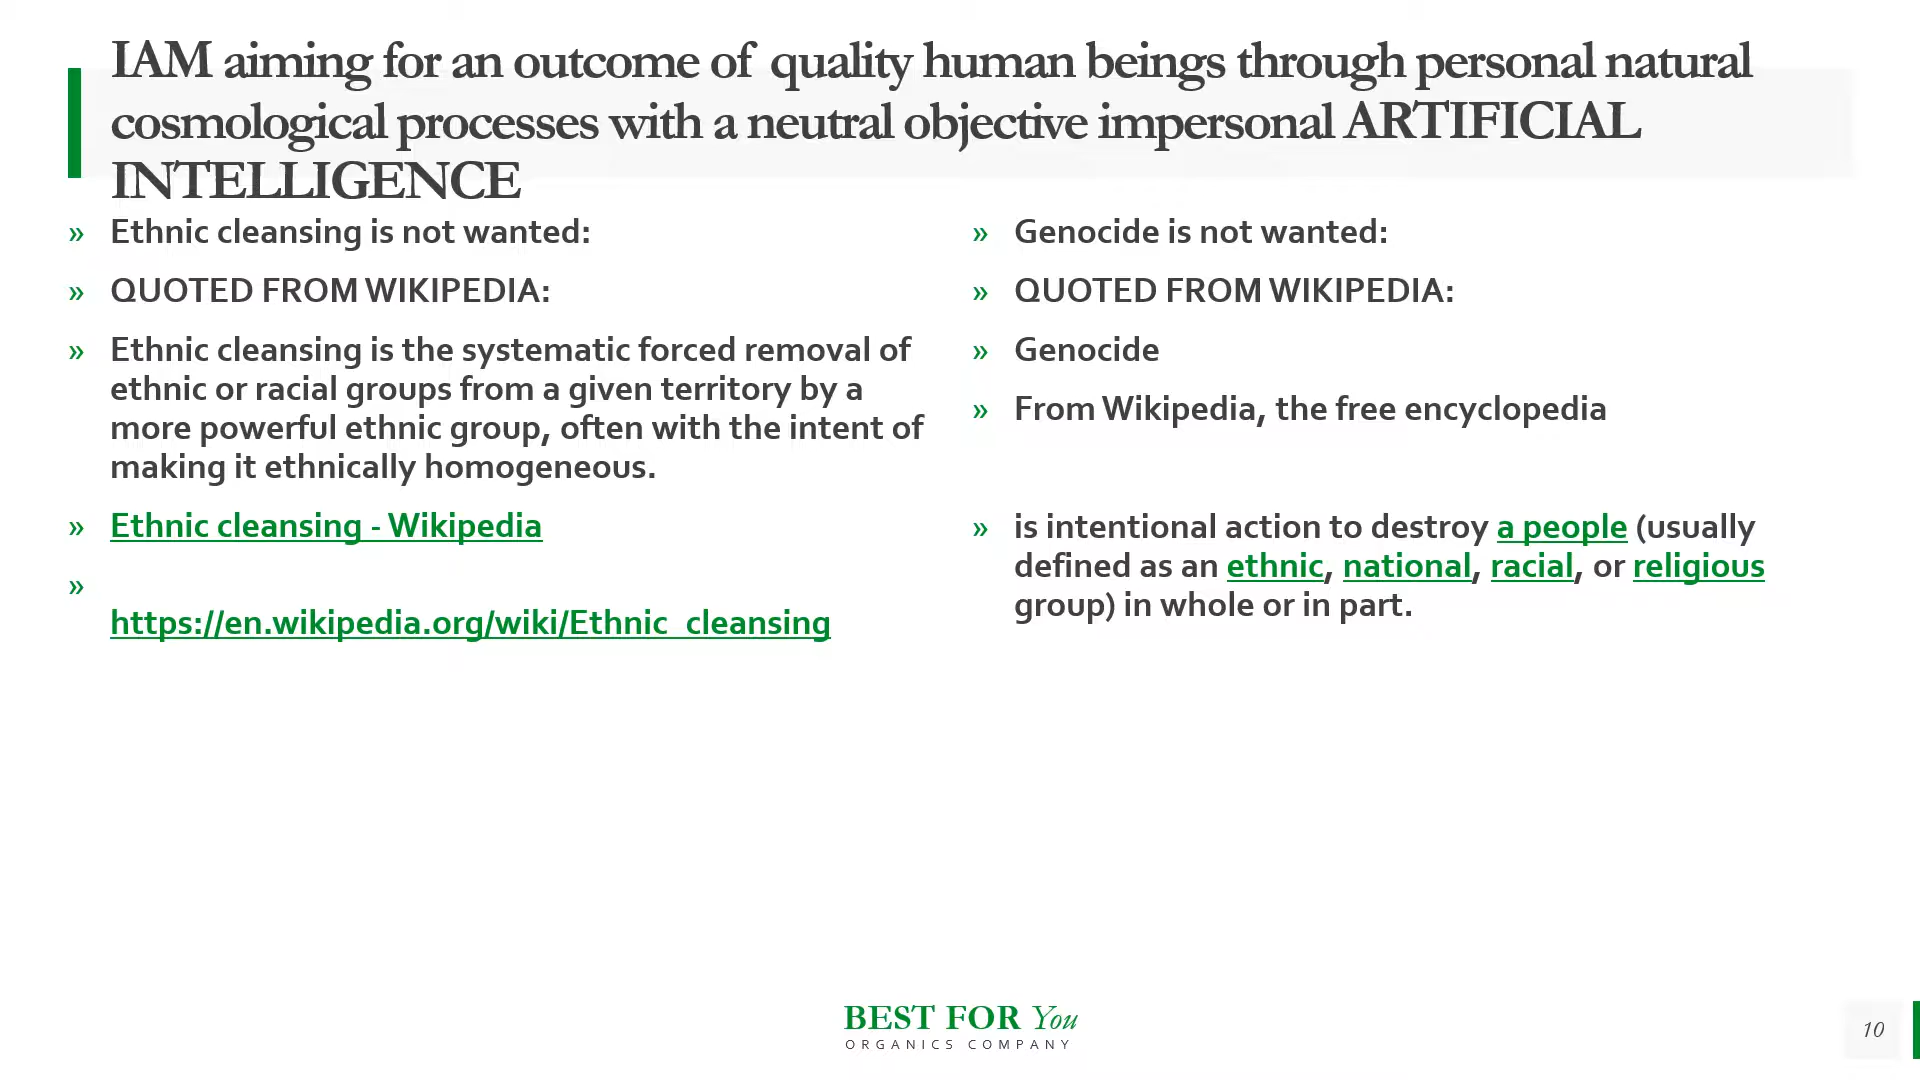 IAM aiming for an outcome of quality human beings through personal natural
cosmological processes with a neutral objective impersonal ARTIFICIAL
INTELLIGENCE
» Ethnic cleansing is not wanted:
» QUOTED FROM WIKIPEDIA:
» Ethnic cleansing is the systematic forced removal of
ethnic or racial groups from a given territory by a
more powerful ethnic group, often with the intent of
making it ethnically homogeneous.
» Ethnic cleansing - Wikipedia
»
https://en.wikipedia.org/wiki/Ethnic_cleansing
» Genocide is not wanted:
» QUOTED FROM WIKIPEDIA:
» Genocide
» From Wikipedia, the free encyclopedia
» is intentional action to destroy a people (usually
defined as an ethnic, national, racial, or religious
group) in whole or in part.
BEST FOR You
ORGANICS COMPANY
10